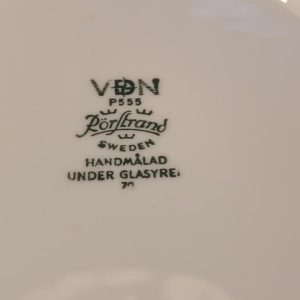 VDN
P555
Rörstrand
SWEDEN
HANDMÅLAD
UNDER GLASYRE